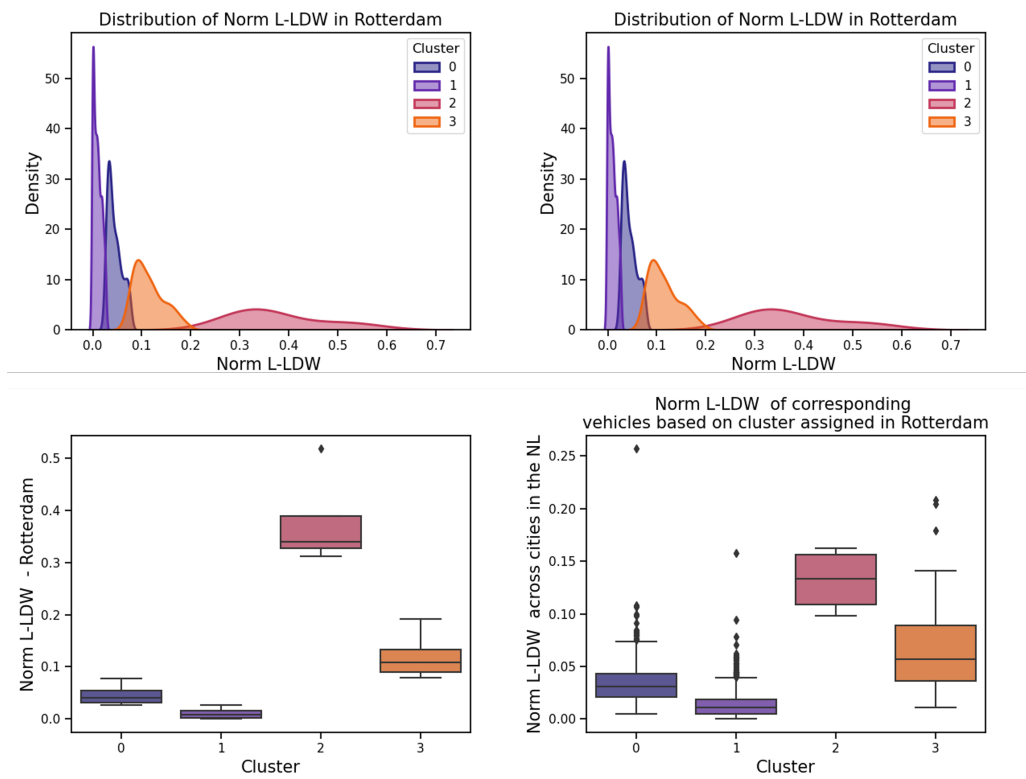 Distribution of Norm L-LDW in Rotterdam
Density
50
40
30
20
10
0
Cluster
0
1
2
3
0.0 0.1 0.2 0.3 0.4 0.5 0.6 0.7
Norm L-LDW
Distribution of Norm L-LDW in Rotterdam
Density
50
40
30
20
10
0
Cluster
0
1
2
3
0.0 0.1 0.2 0.3 0.4 0.5 0.6 0.7
Norm L-LDW
Norm L-LDW - Rotterdam
0.5
0.4
0.3
0.2
0.1
0.0
0 1 2 3
Cluster
Norm L-LDW of corresponding
vehicles based on cluster assigned in Rotterdam
Norm L-LDW across cities in the NL
0.25
0.20
0.15
0.10
0.05
0.00
0 1 2 3
Cluster